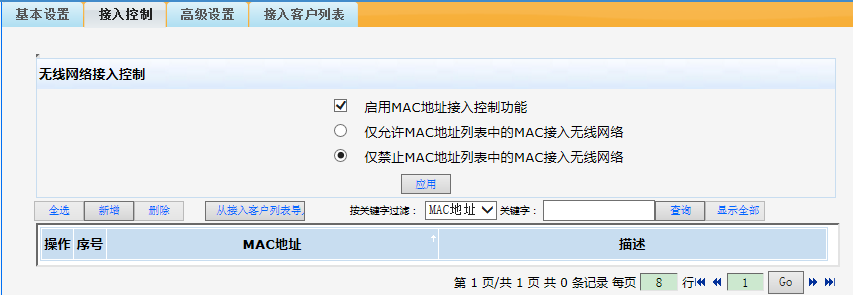 基本设置 接入控制 高级设置 接入客户列表
无线网络接入控制
启用MAC地址接入控制功能
仅允许MAC地址列表中的MAC接入无线网络
仅禁止MAC地址列表中的MAC接入无线网络
应用
全选 新增 删除 从接入客户列表导 按关键字过滤： MAC地址 关键字： 查询 显示全部
操作 序号 MAC地址 描述
第 1 页/共 1 页 共 0 条记录 每页 8 行 1 Go